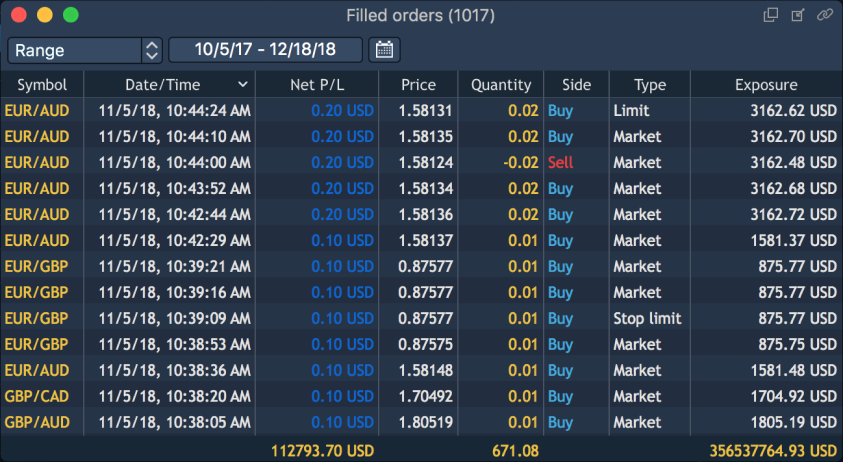 Filled orders (1017)
Range 10/5/17 - 12/18/18
Symbol Date/Time Net P/L Price Quantity Side Type Exposure
EUR/AUD 11/5/18, 10:44:24 AM 0.20 USD 1.58131 0.02 Buy Limit 3162.62 USD
EUR/AUD 11/5/18, 10:44:10 AM 0.20 USD 1.58135 0.02 Buy Market 3162.70 USD
EUR/AUD 11/5/18, 10:44:00 AM 0.20 USD 1.58124 -0.02 Sell Market 3162.48 USD
EUR/AUD 11/5/18, 10:43:52 AM 0.20 USD 1.58134 0.02 Buy Market 3162.68 USD
EUR/AUD 11/5/18, 10:42:44 AM 0.20 USD 1.58136 0.02 Buy Market 3162.72 USD
EUR/AUD 11/5/18, 10:42:29 AM 0.10 USD 1.58137 0.01 Buy Market 1581.37 USD
EUR/GBP 11/5/18, 10:39:21 AM 0.10 USD 0.87577 0.01 Buy Market 875.77 USD
EUR/GBP 11/5/18, 10:39:16 AM 0.10 USD 0.87577 0.01 Buy Market 875.77 USD
EUR/GBP 11/5/18, 10:39:09 AM 0.10 USD 0.87577 0.01 Buy Stop limit 875.77 USD
EUR/GBP 11/5/18, 10:38:53 AM 0.10 USD 0.87575 0.01 Buy Market 875.75 USD
EUR/AUD 11/5/18, 10:38:36 AM 0.10 USD 1.58148 0.01 Buy Market 1581.48 USD
GBP/CAD 11/5/18, 10:38:20 AM 0.10 USD 1.70492 0.01 Buy Market 1704.92 USD
GBP/AUD 11/5/18, 10:38:05 AM 0.10 USD 1.80519 0.01 Buy Market 1805.19 USD
112793.70 USD 671.08 356537764.93 USD